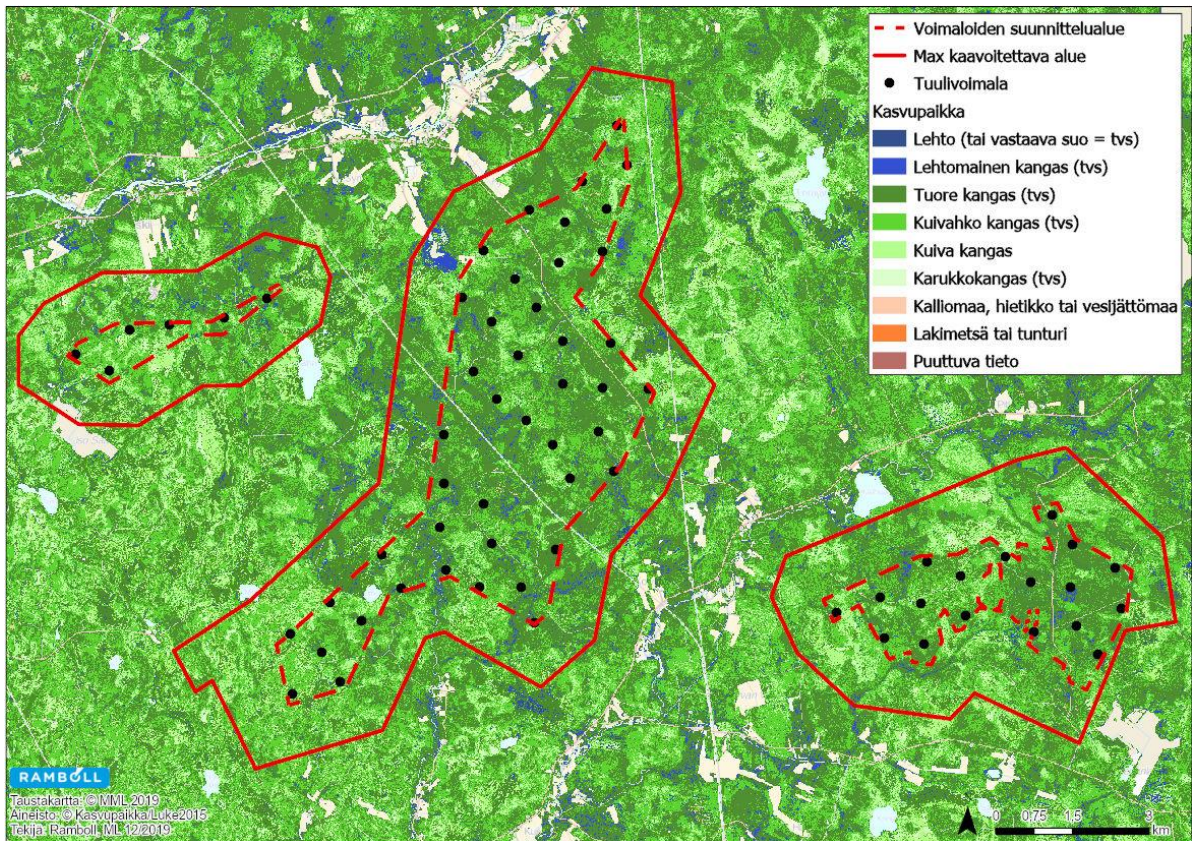 Voimaloiden suunnittelualue
Max kaavoitettava alue
Tuulivoimala
Kasvupaikka
Lehto (tai vastaava suo = tvs)
Lehtomainen kangas (tvs)
Tuore kangas (tvs)
Kuivahko kangas (tvs)
Kuiva kangas
Karukkokangas (tvs)
Kalliomaa, hietikko tai vesijättömaa
Lakimetsä tai tunturi
Puuttuva tieto
RAMBOLL
Taustakartta: © MML 2019
Aineisto: © Kasvupaikka/Luke2015
Tekijä: Ramboll, ML 12/2019
0 0,75 1,5 3
km